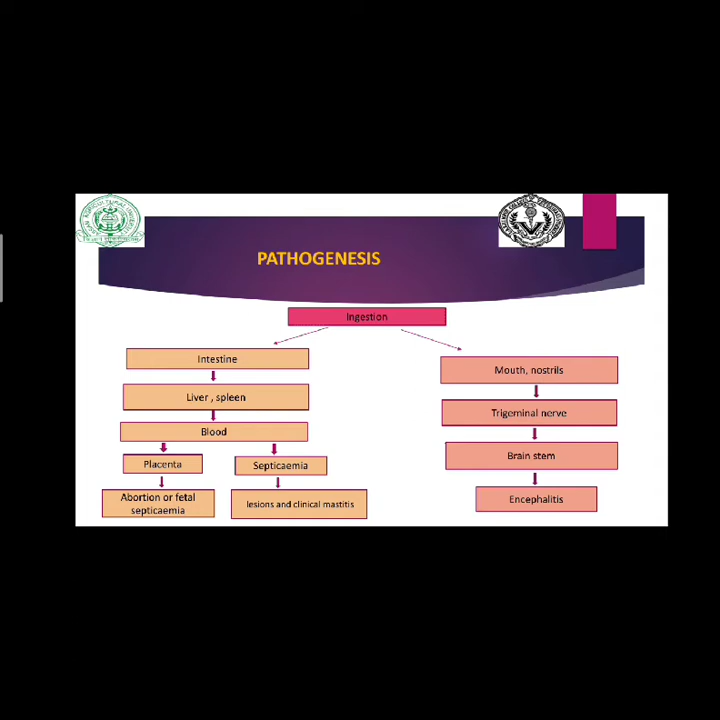 PATHOGENESIS
Ingestion
Intestine
Liver , spleen
Blood
Placenta
Septicaemia
Abortion or fetal
septicaemia
lesions and clinical mastitis
Mouth, nostrils
Trigeminal nerve
Brain stem
Encephalitis